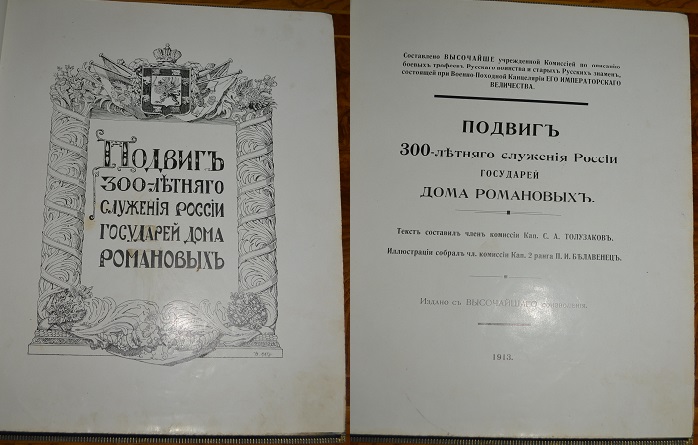 Подвигъ
300-лѣтняго
служенія россіи
государей дома
романовыхъ
Составлено ВЫСОЧАЙШЕ учрежденной Комиссіей по описанію
боевыхъ трофеевъ Русскаго воинства и старыхъ Русскихъ знаменъ,
состоящей при Военно-Походной Канцеляріи ЕГО ИМПЕРАТОРСКАГО
ВЕЛИЧЕСТВА.
ПОДВИГЪ
300-лѣтняго служенія Россіи
ГОСУДАРЕЙ
ДОМА РОМАНОВЫХЪ.
Текстъ составилъ членъ комиссіи Кап. С. А. ТОЛУЗАКОВЪ.
Иллюстраціи собралъ чл. комиссіи Кап. 2 ранга П. И. БѢЛАВЕНЕЦЪ.
Издано съ ВЫСОЧАЙШАГО соизволенія.
1913.